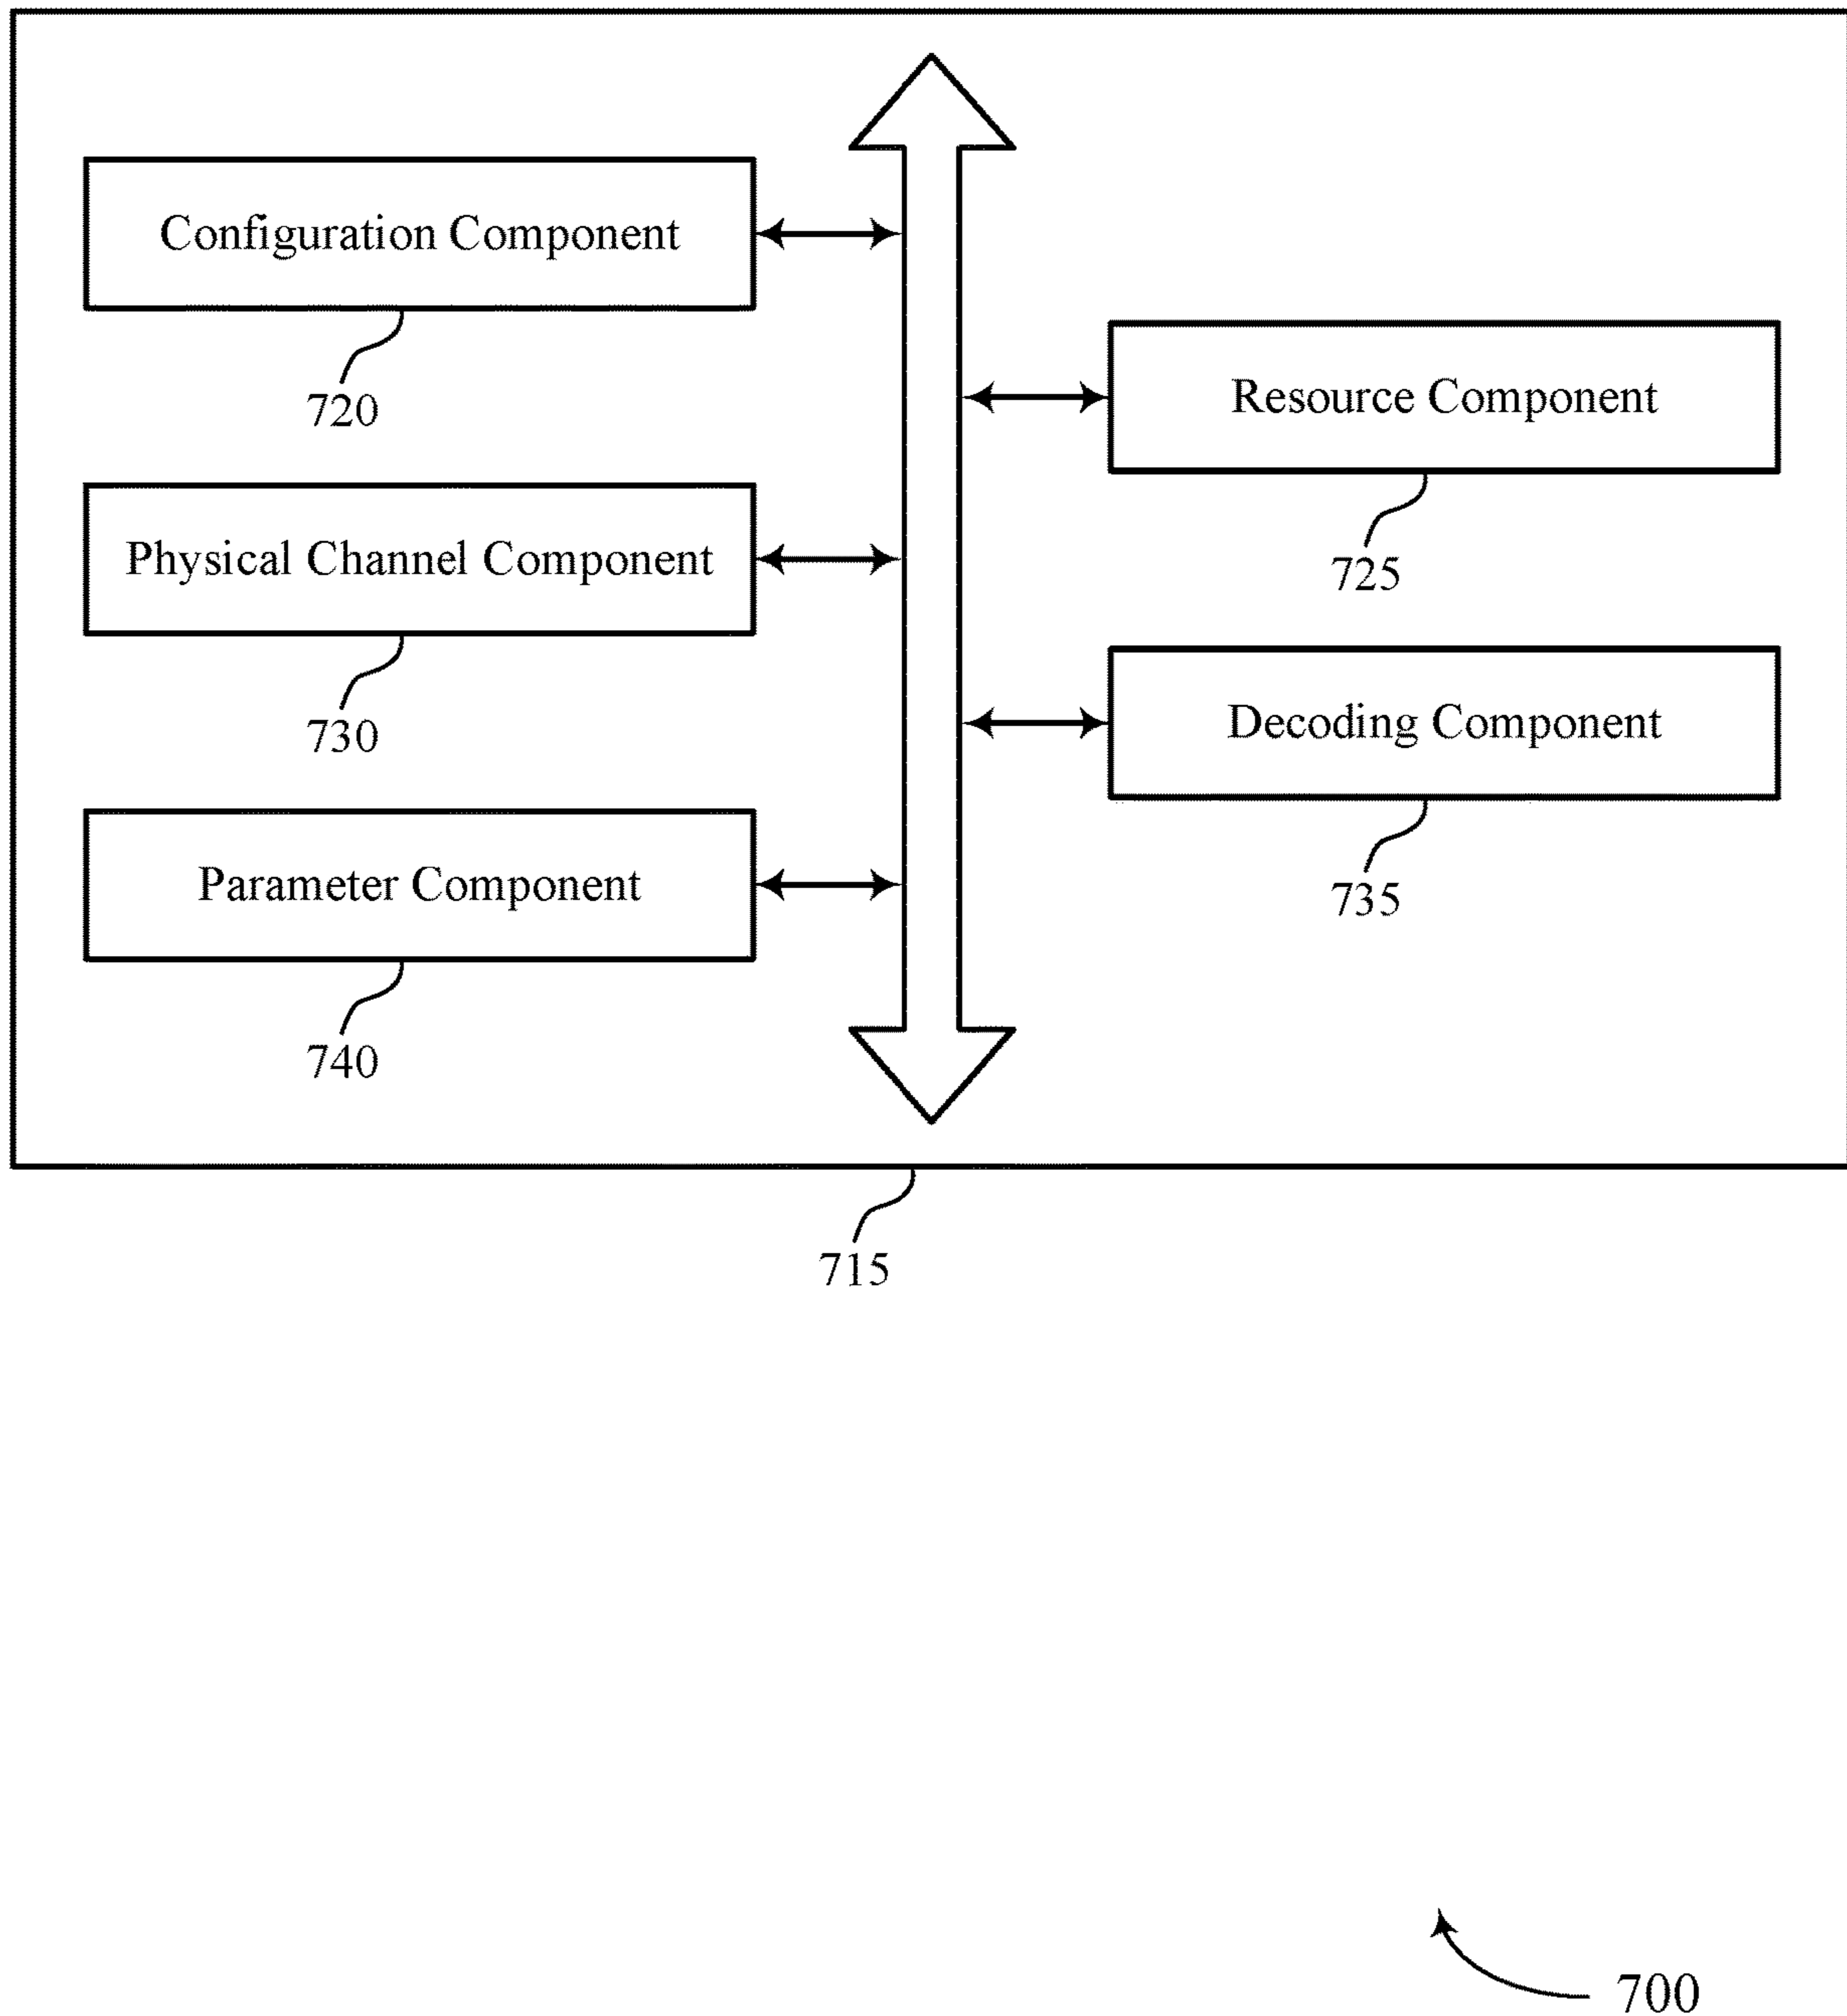 Configuration Component
720
Resource Component
725
Physical Channel Component
730
Decoding Component
735
Parameter Component
740
715
700